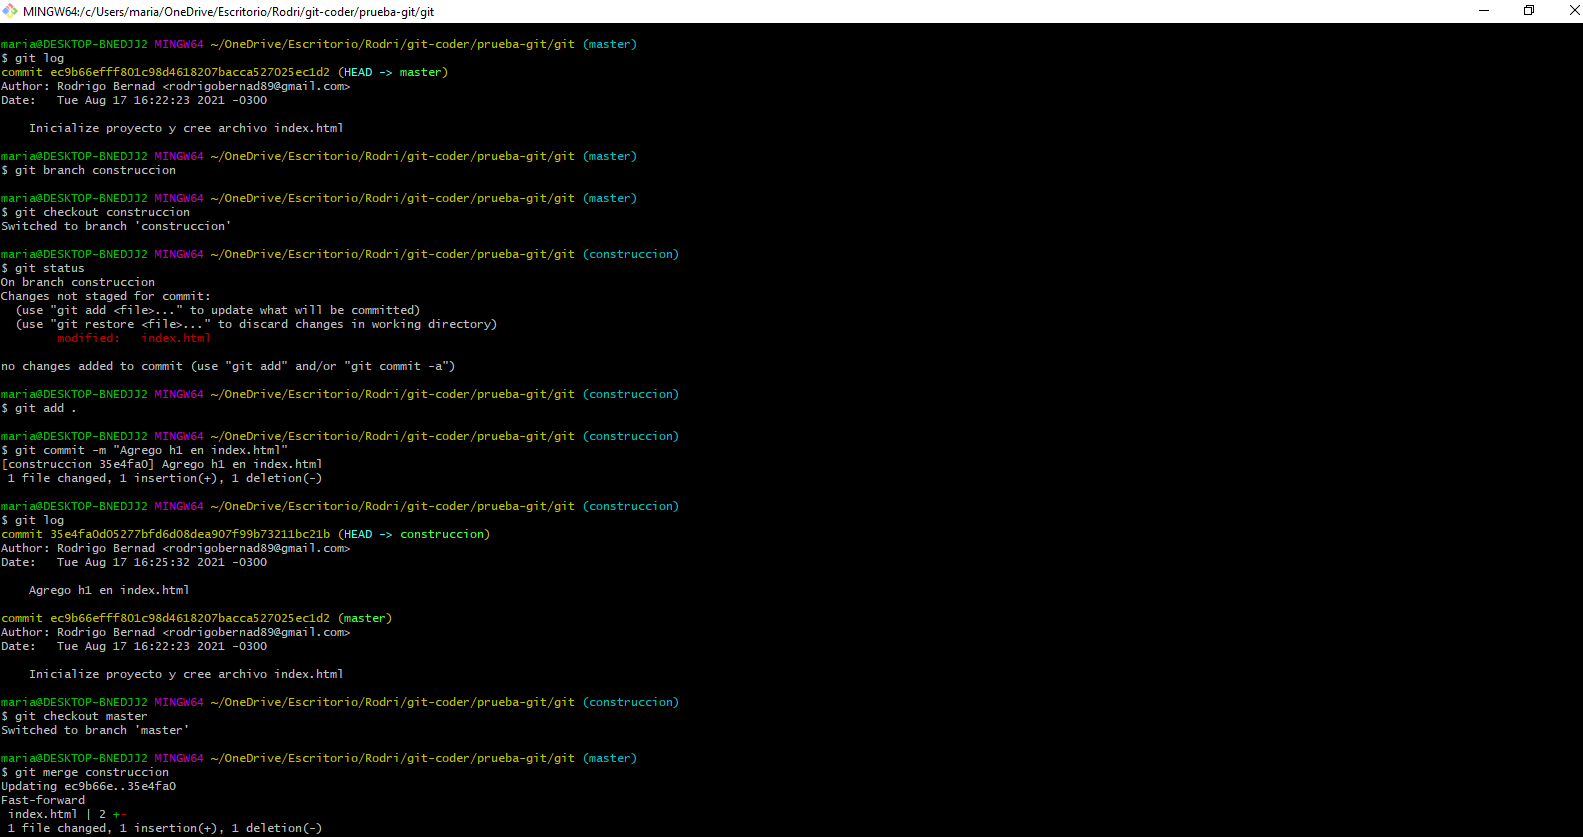 MINGW64:/c/Users/maria/OneDrive/Escritorio/Rodri/git-coder/prueba-git/git
maria@DESKTOP-BNEDJJ2 MINGW64 ~/OneDrive/Escritorio/Rodri/git-coder/prueba-git/git (master)
$ git log
commit ec9b66efff801c98d4618207bacca527025ec1d2 (HEAD -> master)
Author: Rodrigo Bernad <rodrigobernad89@gmail.com>
Date:   Tue Aug 17 16:22:23 2021 -0300
    Inicialize proyecto y cree archivo index.html
maria@DESKTOP-BNEDJJ2 MINGW64 ~/OneDrive/Escritorio/Rodri/git-coder/prueba-git/git (master)
$ git branch construccion
maria@DESKTOP-BNEDJJ2 MINGW64 ~/OneDrive/Escritorio/Rodri/git-coder/prueba-git/git (master)
$ git checkout construccion
Switched to branch 'construccion'
maria@DESKTOP-BNEDJJ2 MINGW64 ~/OneDrive/Escritorio/Rodri/git-coder/prueba-git/git (construccion)
$ git status
On branch construccion
Changes not staged for commit:
  (use "git add <file>..." to update what will be committed)
  (use "git restore <file>..." to discard changes in working directory)
        modified:   index.html
no changes added to commit (use "git add" and/or "git commit -a")
maria@DESKTOP-BNEDJJ2 MINGW64 ~/OneDrive/Escritorio/Rodri/git-coder/prueba-git/git (construccion)
$ git add .
maria@DESKTOP-BNEDJJ2 MINGW64 ~/OneDrive/Escritorio/Rodri/git-coder/prueba-git/git (construccion)
$ git commit -m "Agrego h1 en index.html"
[construccion 35e4fa0] Agrego h1 en index.html
 1 file changed, 1 insertion(+), 1 deletion(-)
maria@DESKTOP-BNEDJJ2 MINGW64 ~/OneDrive/Escritorio/Rodri/git-coder/prueba-git/git (construccion)
$ git log
commit 35e4fa0d05277bfd6d08dea907f99b73211bc21b (HEAD -> construccion)
Author: Rodrigo Bernad <rodrigobernad89@gmail.com>
Date:   Tue Aug 17 16:25:32 2021 -0300
    Agrego h1 en index.html
commit ec9b66efff801c98d4618207bacca527025ec1d2 (master)
Author: Rodrigo Bernad <rodrigobernad89@gmail.com>
Date:   Tue Aug 17 16:22:23 2021 -0300
    Inicialize proyecto y cree archivo index.html
maria@DESKTOP-BNEDJJ2 MINGW64 ~/OneDrive/Escritorio/Rodri/git-coder/prueba-git/git (construccion)
$ git checkout master
Switched to branch 'master'
maria@DESKTOP-BNEDJJ2 MINGW64 ~/OneDrive/Escritorio/Rodri/git-coder/prueba-git/git (master)
$ git merge construccion
Updating ec9b66e..35e4fa0
Fast-forward
 index.html | 2 +-
 1 file changed, 1 insertion(+), 1 deletion(-)